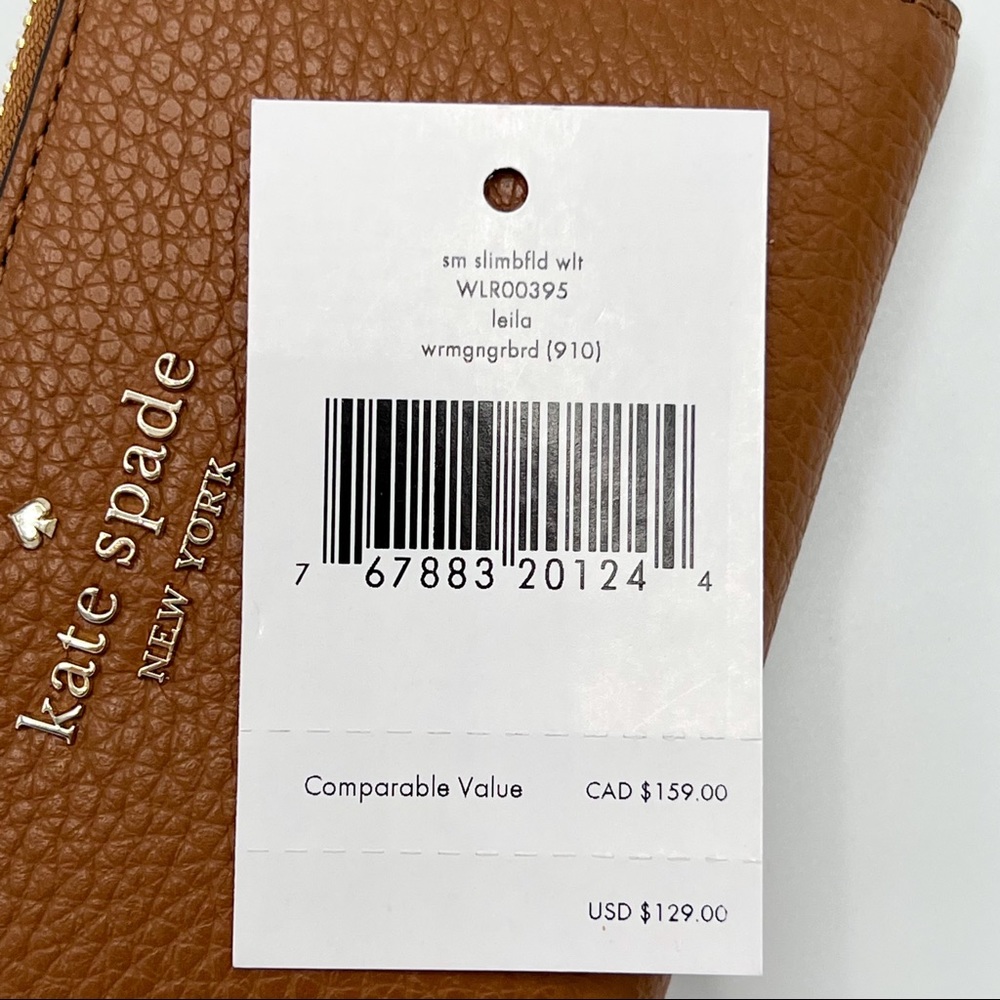 kate spade
NEW YORK
sm slimbfld wlt
WLR00395
leila
wrmgngrbrd (910)
7 67883 20124 4
Comparable Value CAD $159.00
USD $129.00